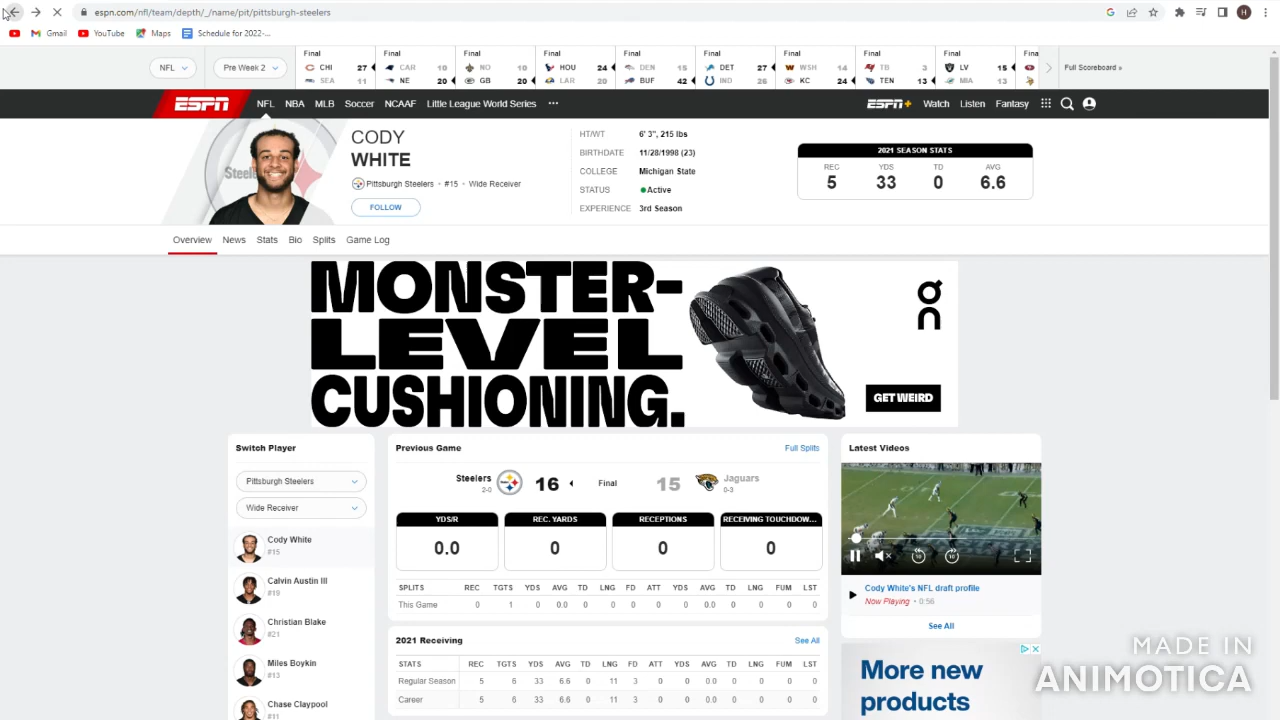 espn.com/nfl/team/depth/_/name/pit/pittsburgh-steelers
Gmail YouTube Maps Schedule for 2022-...
NFL Pre Week 2
Final Final Final Final Final Final Final Final Final Fina
CHI 27 CAR 10 NO 10 HOU 24 DEN 15 DET 27 WSH 14 TB 3 LV 15
SEA 11 NE 20 GB 20 LAR 20 BUF 42 IND 26 KC 24 TEN 13 MIA 13
Full Scoreboard »
ESPN NFL NBA MLB Soccer NCAAF Little League World Series ... ESPN+ Watch Listen Fantasy
CODY
WHITE
Pittsburgh Steelers • #15 • Wide Receiver
FOLLOW
HT/WT 6' 3", 215 lbs
BIRTHDATE 11/28/1998 (23)
COLLEGE Michigan State
STATUS Active
EXPERIENCE 3rd Season
2021 SEASON STATS
REC YDS TD AVG
5 33 0 6.6
Overview News Stats Bio Splits Game Log
MONSTER-
LEVEL
CUSHIONING.
on
GET WEIRD
Switch Player
Pittsburgh Steelers
Wide Receiver
Cody White
#15
Calvin Austin III
#19
Christian Blake
#21
Miles Boykin
#13
Chase Claypool
#11
Previous Game Full Splits
Steelers 16 Final 15 Jaguars
2-0 0-3
YDS/R REC. YARDS RECEPTIONS RECEIVING TOUCHDOW...
0.0 0 0 0
SPLITS REC TGTS YDS AVG TD LNG FD ATT YDS AVG TD LNG FUM LST
This Game 0 1 0 0.0 0 0 0 0 0 0.0 0 0 0 0
2021 Receiving See All
STATS REC TGTS YDS AVG TD LNG FD ATT YDS AVG TD LNG FUM LST
Regular Season 5 6 33 6.6 0 11 3 0 0 0.0 0 0 0 0
Career 5 6 33 6.6 0 11 3 0 0 0.0 0 0 0 0
Latest Videos
Cody White's NFL draft profile
Now Playing • 0:56
See All
More new
products
MADE IN
ANIMOTICA